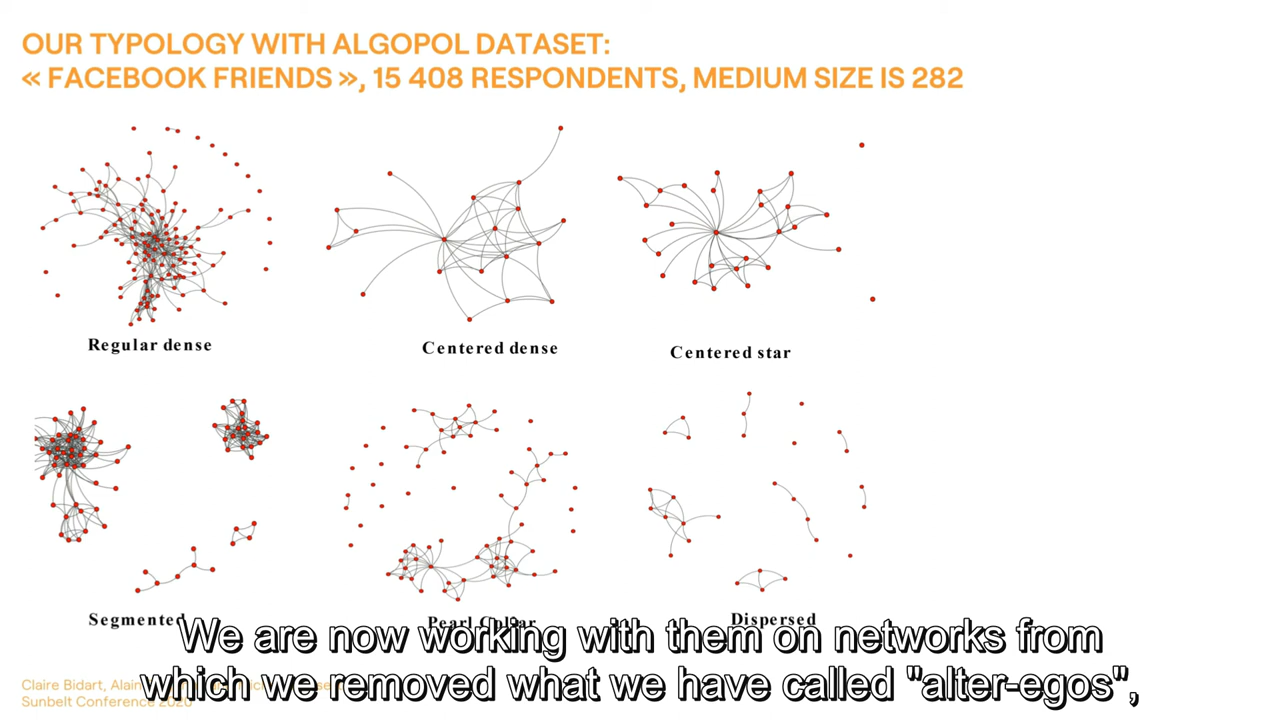 OUR TYPOLOGY WITH ALGOPOL DATASET:
« FACEBOOK FRIENDS », 15 408 RESPONDENTS, MEDIUM SIZE IS 282
Regular dense
Centered dense
Centered star
Segmented
Pearl Collar
Dispersed
We are now working with them on networks from
which we removed what we have called "alter-egos",
Claire Bidart, Alain
Sunbelt Conference 2020